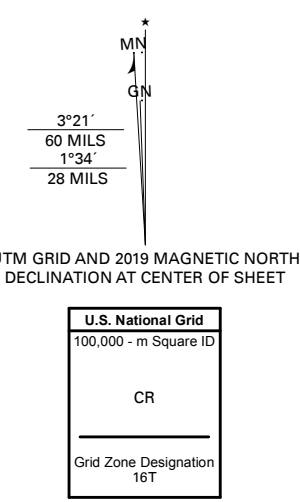 MN
GN
3°21´
60 MILS
1°34´
28 MILS
UTM GRID AND 2019 MAGNETIC NORTH
DECLINATION AT CENTER OF SHEET
U.S. National Grid
100,000 - m Square ID
CR
Grid Zone Designation
16T